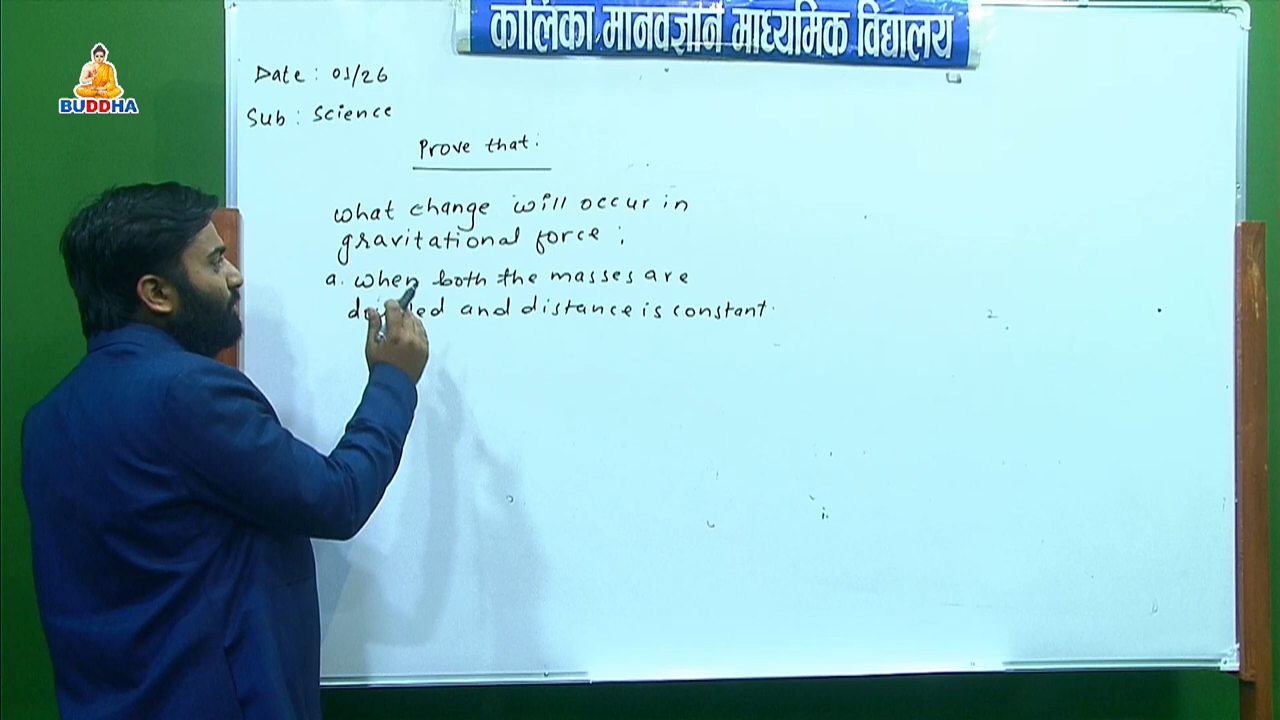 कालिका मानवज्ञान माध्यमिक विद्यालय
BUDDHA
Date : 01/26
Sub : Science
Prove that :
what change will occur in
gravitational force :
a. when both the masses are
and distance is constant.